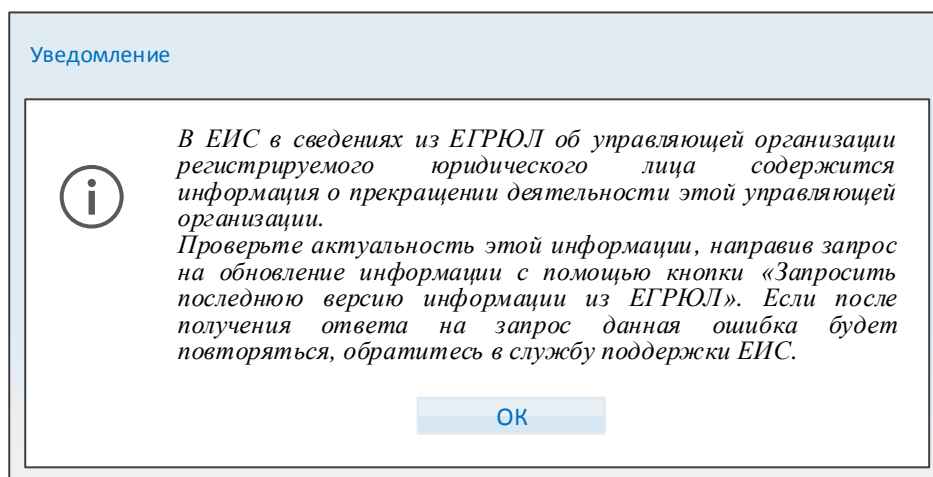 Уведомление
В ЕИС в сведениях из ЕГРЮЛ об управляющей организации
регистрируемого юридического лица содержится
информация о прекращении деятельности этой управляющей
организации.
Проверьте актуальность этой информации, направив запрос
на обновление информации с помощью кнопки «Запросить
последнюю версию информации из ЕГРЮЛ». Если после
получения ответа на запрос данная ошибка будет
повторяться, обратитесь в службу поддержки ЕИС.
ОК